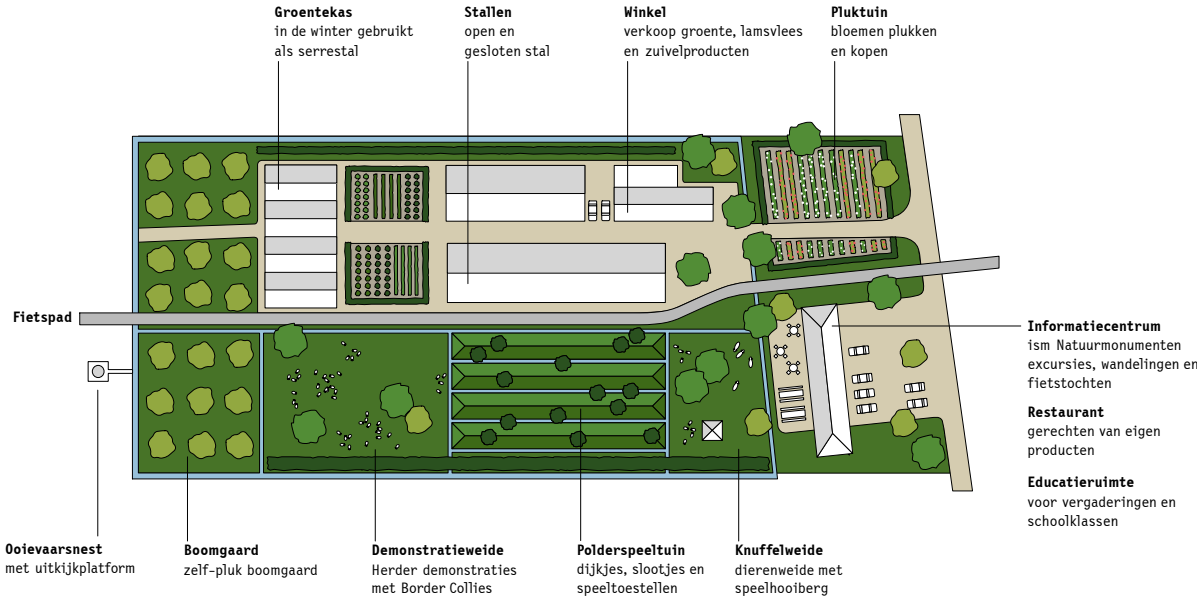 Groentekas
in de winter gebruikt
als serrestal
Stallen
open en
gesloten stal
Winkel
verkoop groente, lamsvlees
en zuivelproducten
Pluktuin
bloemen plukken
en kopen
Fietspad
Informatiecentrum
ism Natuurmonumenten
excursies, wandelingen en
fietstochten
Restaurant
gerechten van eigen
producten
Educatieruimte
voor vergaderingen en
schoolklassen
Ooievaarsnest
met uitkijkplatform
Boomgaard
zelf-pluk boomgaard
Demonstratieweide
Herder demonstraties
met Border Collies
Polderspeeltuin
dijkjes, slootjes en
speeltoestellen
Knuffelweide
dierenweide met
speelhooiberg